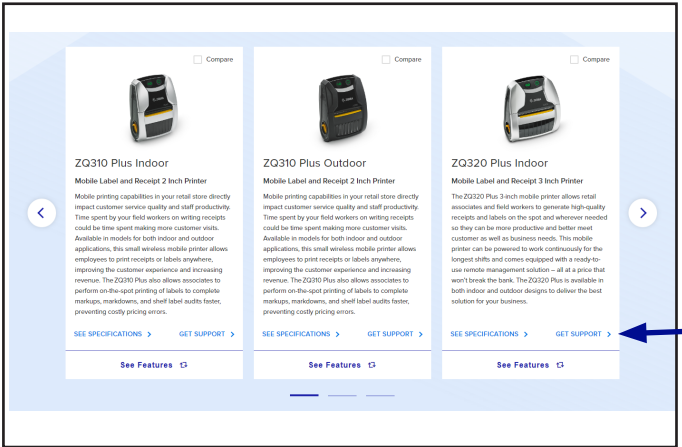 Compare
ZQ310 Plus Indoor
Mobile Label and Receipt 2 Inch Printer
Mobile printing capabilities in your retail store directly
impact customer service quality and staff productivity.
Time spent by your field workers on writing receipts
could be time spent making more customer visits.
Available in models for both indoor and outdoor
applications, this small wireless mobile printer allows
employees to print receipts or labels anywhere,
improving the customer experience and increasing
revenue. The ZQ310 Plus also allows associates to
perform on-the-spot printing of labels to complete
markups, markdowns, and shelf label audits faster,
preventing costly pricing errors.
SEE SPECIFICATIONS GET SUPPORT
See Features
Compare
ZQ310 Plus Outdoor
Mobile Label and Receipt 2 Inch Printer
Mobile printing capabilities in your retail store directly
impact customer service quality and staff productivity.
Time spent by your field workers on writing receipts
could be time spent making more customer visits.
Available in models for both indoor and outdoor
applications, this small wireless mobile printer allows
employees to print receipts or labels anywhere,
improving the customer experience and increasing
revenue. The ZQ310 Plus also allows associates to
perform on-the-spot printing of labels to complete
markups, markdowns, and shelf label audits faster,
preventing costly pricing errors.
SEE SPECIFICATIONS GET SUPPORT
See Features
Compare
ZQ320 Plus Indoor
Mobile Label and Receipt 3 Inch Printer
The ZQ320 Plus 3-inch mobile printer allows retail
associates and field workers to generate high-quality
receipts and labels on the spot and wherever needed
so they can be more productive and better meet
customer as well as business needs. This mobile
printer can be powered to work continuously for the
longest shifts and comes equipped with a ready-to-
use remote management solution – all at a price that
won't break the bank. The ZQ320 Plus is available in
both indoor and outdoor designs to deliver the best
solution for your business.
SEE SPECIFICATIONS GET SUPPORT
See Features